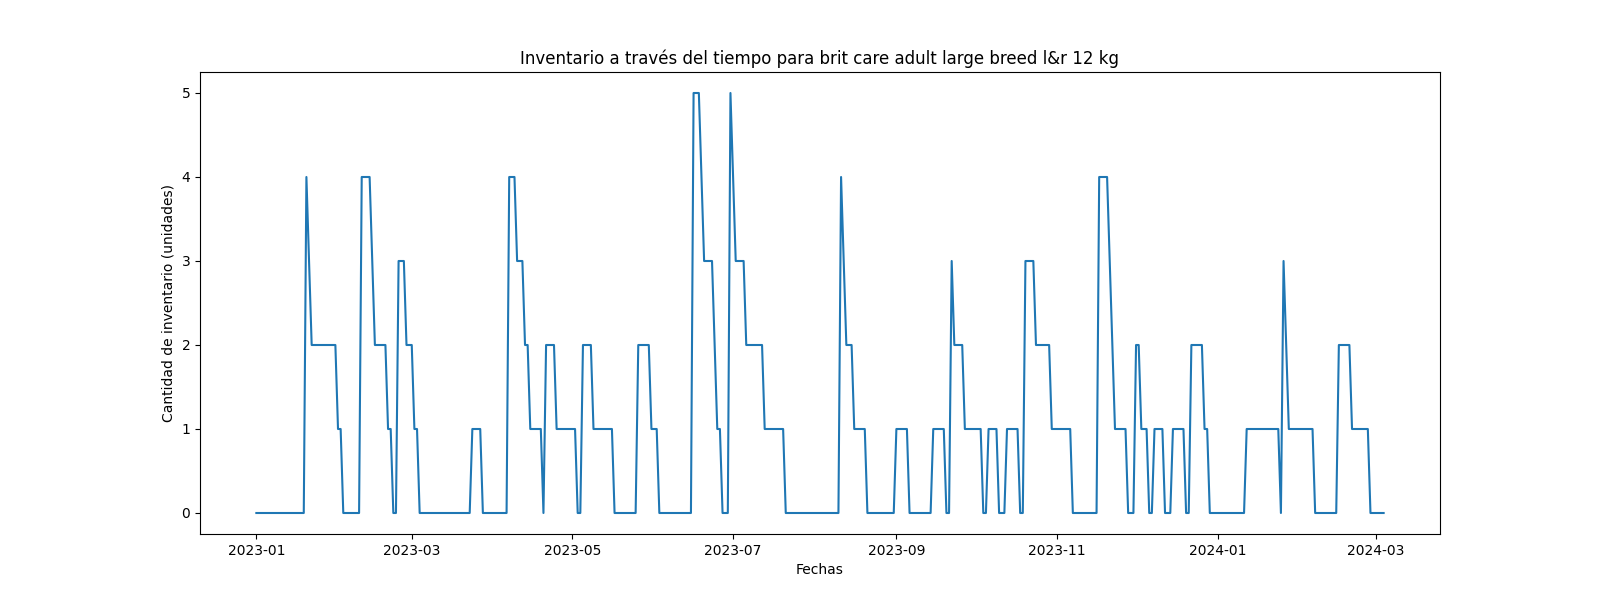 Inventario a través del tiempo para brit care adult large breed l&r 12 kg
Cantidad de inventario (unidades)
5
4
3
2
1
0
2023-01 2023-03 2023-05 2023-07 2023-09 2023-11 2024-01 2024-03
Fechas